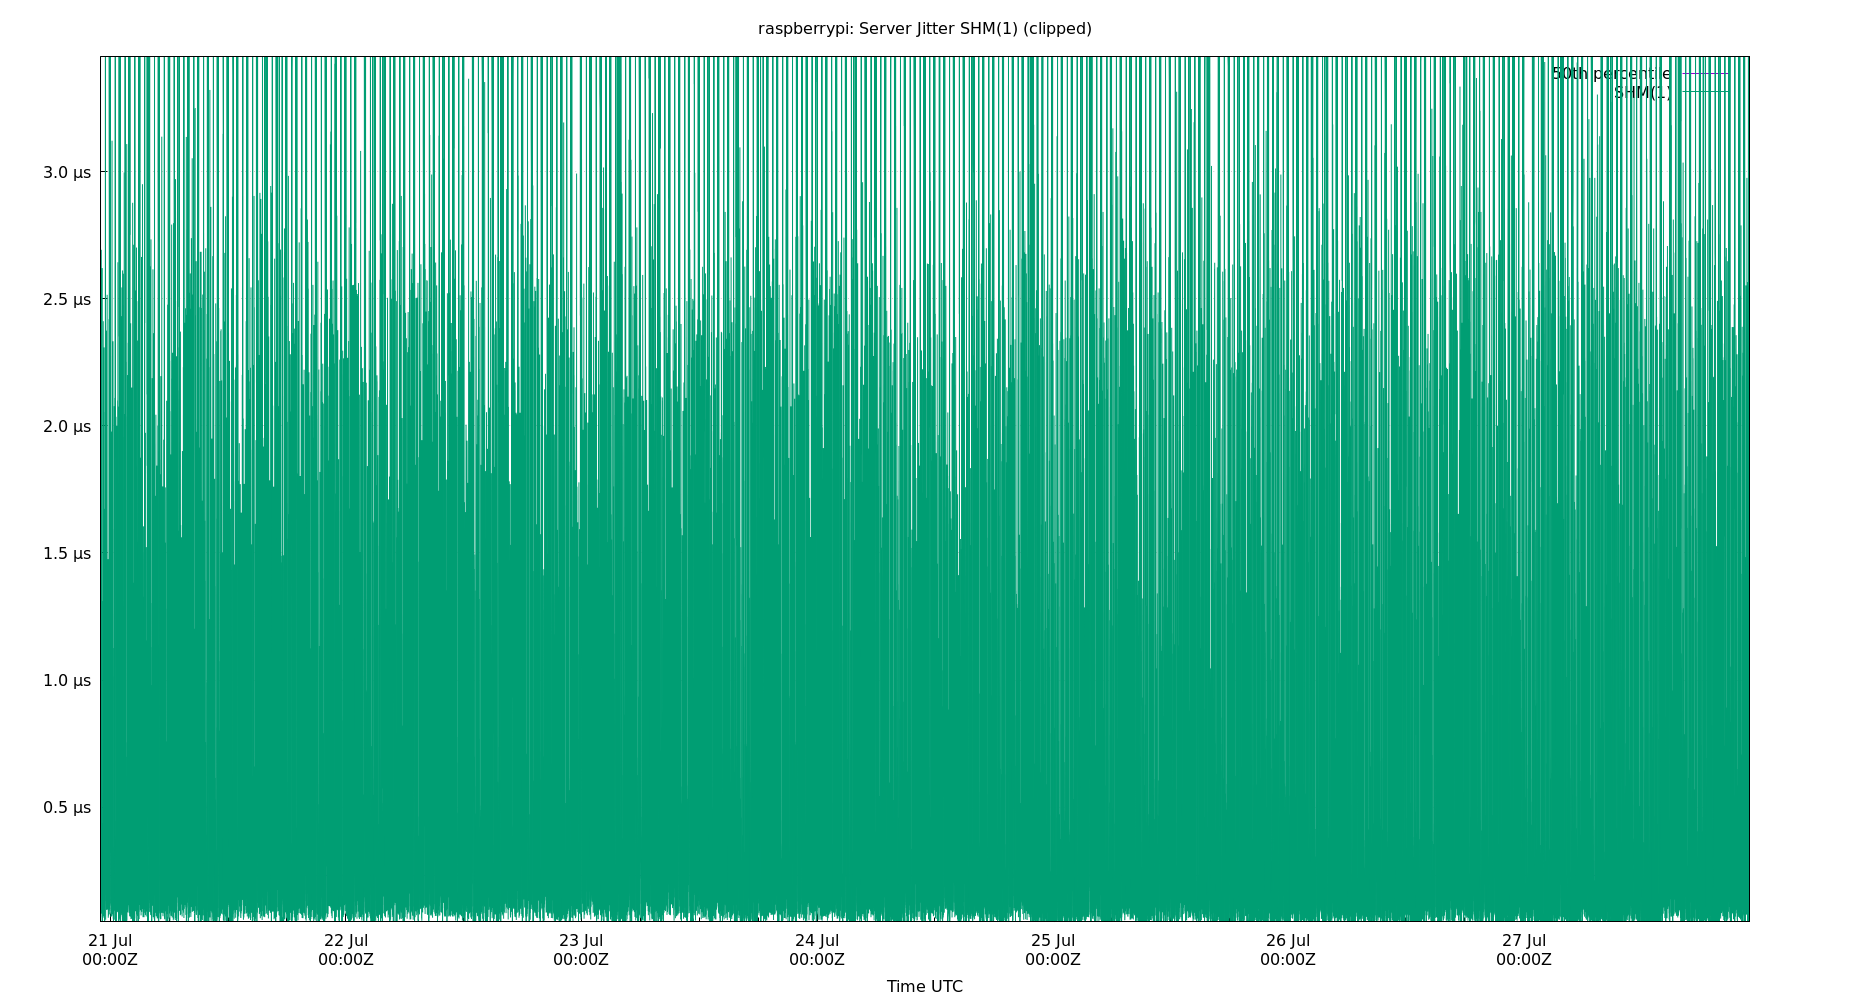 raspberrypi: Server Jitter SHM(1) (clipped)
50th percentile
SHM(1)
3.0 µs
2.5 µs
2.0 µs
1.5 µs
1.0 µs
0.5 µs
21 Jul 22 Jul 23 Jul 24 Jul 25 Jul 26 Jul 27 Jul
00:00Z 00:00Z 00:00Z 00:00Z 00:00Z 00:00Z 00:00Z
Time UTC